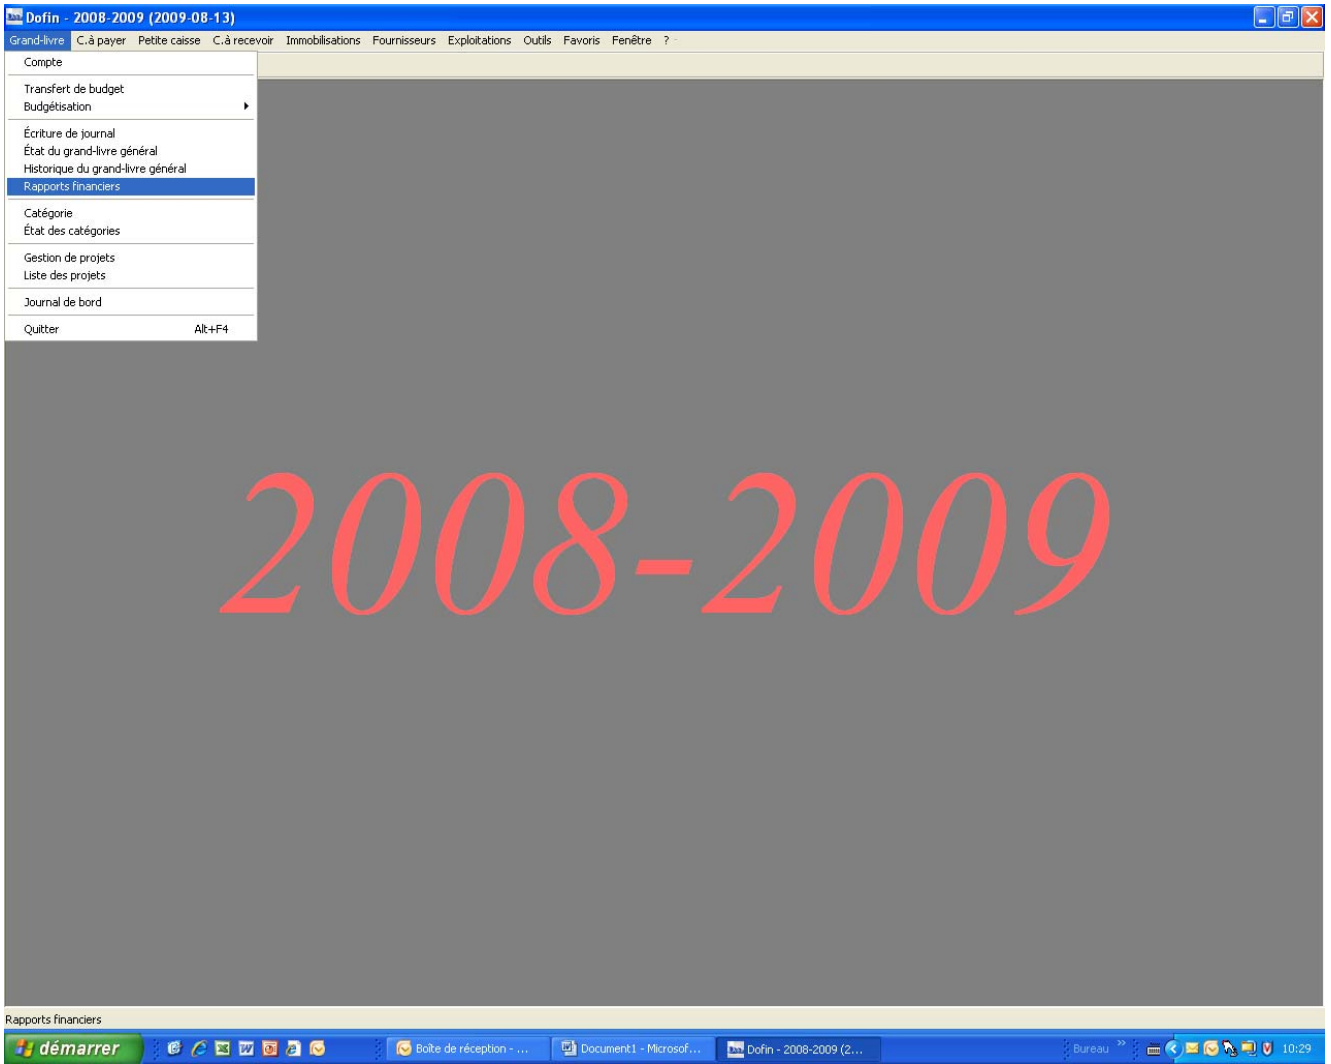 Dofin - 2008-2009 (2009-08-13)
Grand-livre C.à payer Petite caisse C.à recevoir Immobilisations Fournisseurs Exploitations Outils Favoris Fenêtre ?
Compte
Transfert de budget
Budgétisation
Écriture de journal
État du grand-livre général
Historique du grand-livre général
Rapports financiers
Catégorie
État des catégories
Gestion de projets
Liste des projets
Journal de bord
Quitter Alt+F4
2008-2009
Rapports financiers
démarrer Boîte de réception - ... Document1 - Microsof... Dofin - 2008-2009 (2... Bureau » 10:29